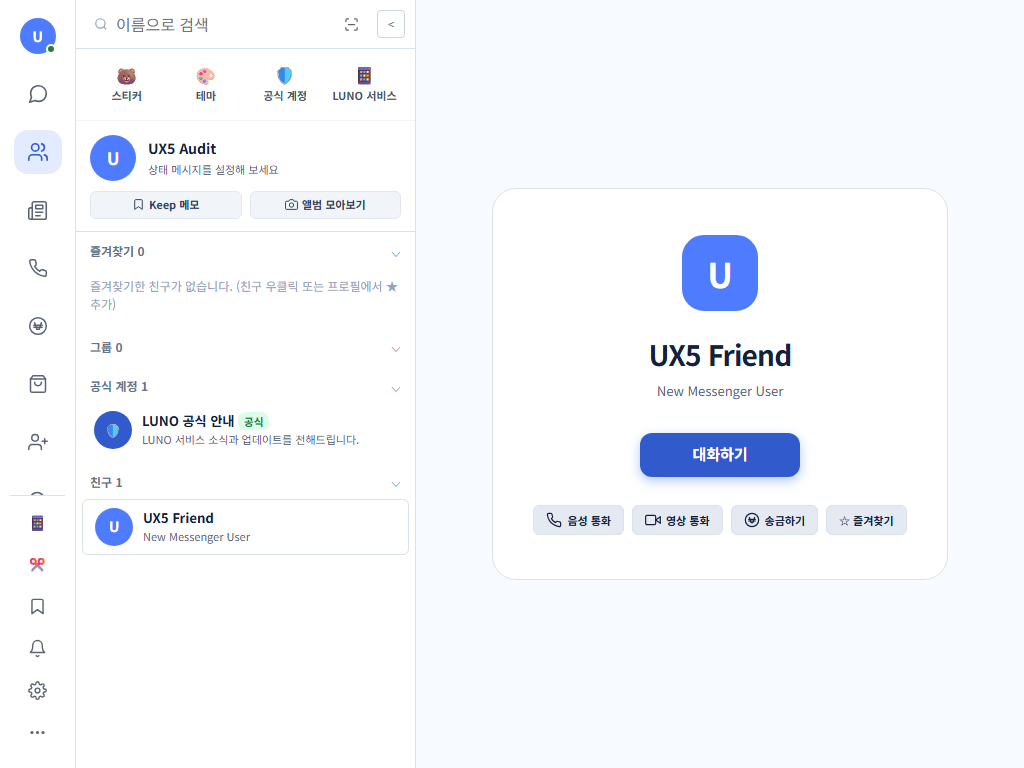 U
이름으로 검색
<
스티커
테마
공식 계정
LUNO 서비스
U
UX5 Audit
상태 메시지를 설정해 보세요
Keep 메모
앨범 모아보기
즐겨찾기 0
즐겨찾기한 친구가 없습니다. (친구 우클릭 또는 프로필에서 ★
추가)
그룹 0
공식 계정 1
LUNO 공식 안내 공식
LUNO 서비스 소식과 업데이트를 전해드립니다.
친구 1
U
UX5 Friend
New Messenger User
U
UX5 Friend
New Messenger User
대화하기
음성 통화
영상 통화
송금하기
☆ 즐겨찾기